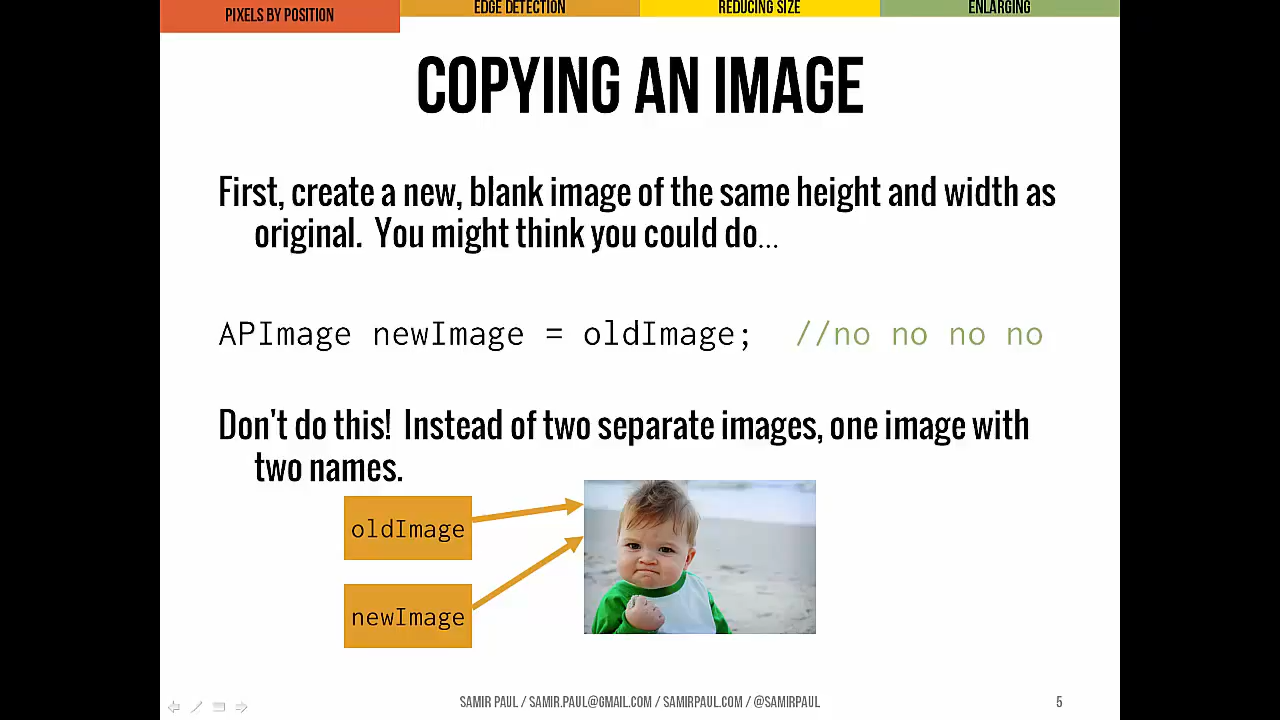 PIXELS BY POSITION
EDGE DETECTION
REDUCING SIZE
ENLARGING
COPYING AN IMAGE
First, create a new, blank image of the same height and width as
original. You might think you could do...
APImage newImage = oldImage; //no no no no
Don't do this! Instead of two separate images, one image with
two names.
oldImage
newImage
SAMIR PAUL / SAMIR.PAUL@GMAIL.COM / SAMIRPAUL.COM / @SAMIRPAUL
5